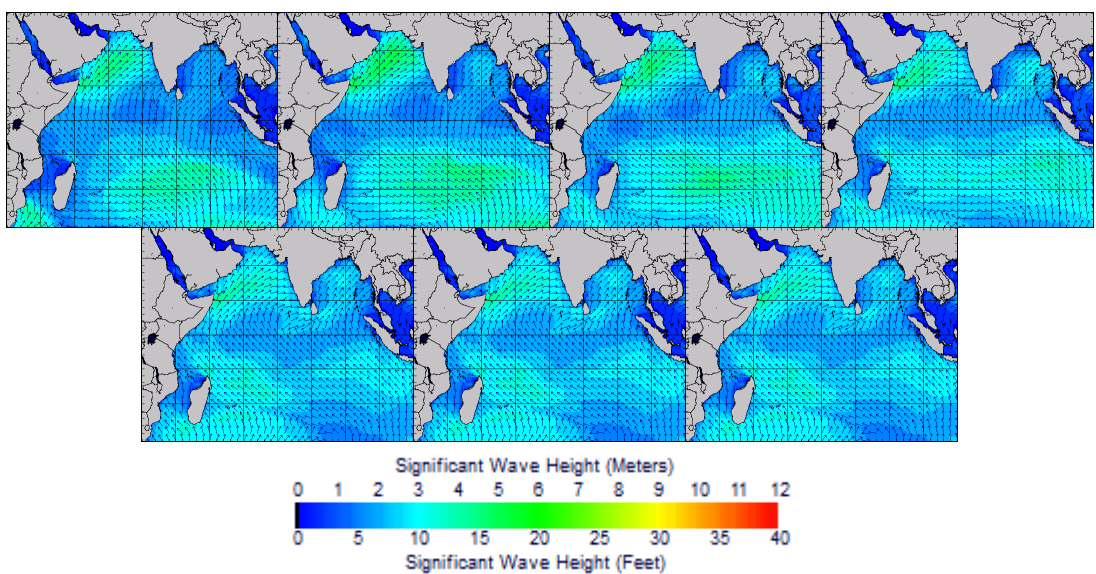 Significant Wave Height (Meters)
0 1 2 3 4 5 6 7 8 9 10 11 12
0 5 10 15 20 25 30 35 40
Significant Wave Height (Feet)